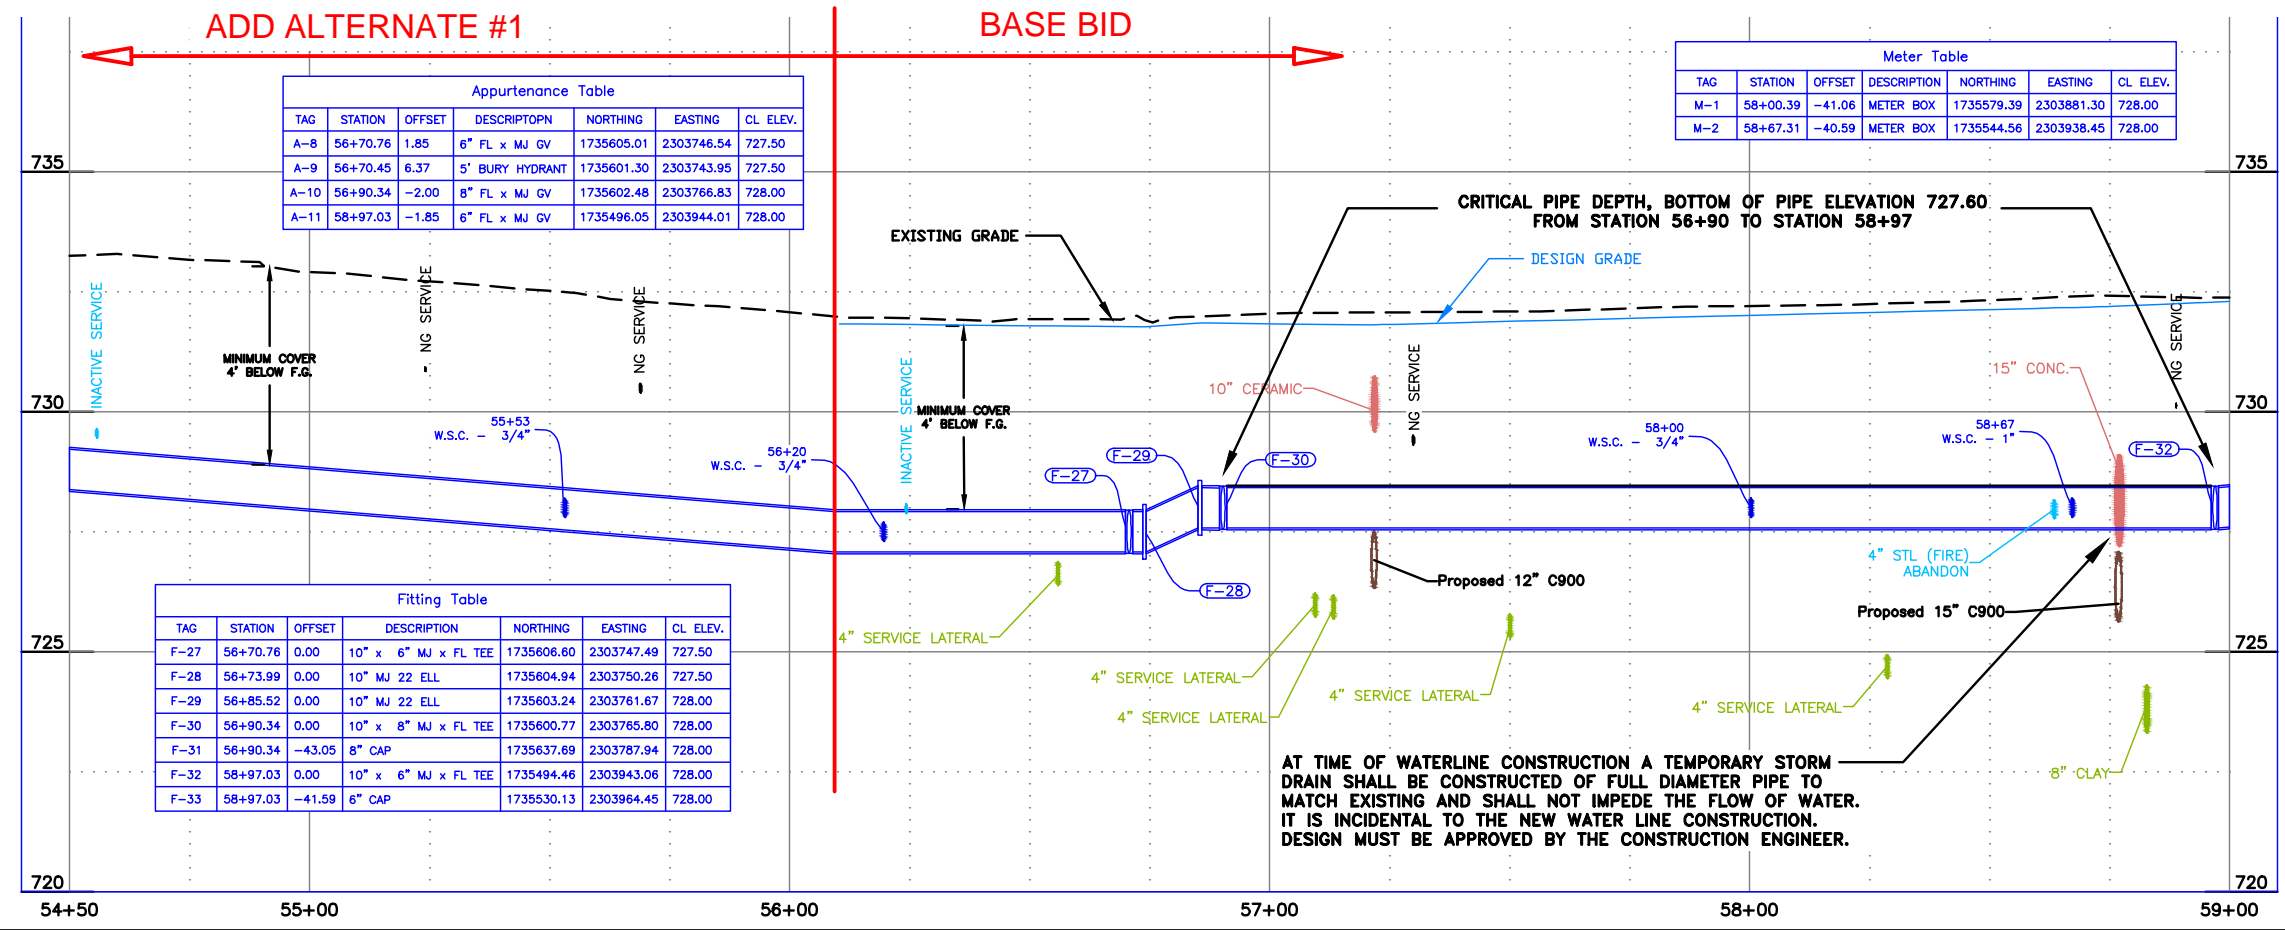 ADD ALTERNATE #1
BASE BID
Appurtenance Table
TAG STATION OFFSET DESCRIPTOPN NORTHING EASTING CL ELEV.
A-8 56+70.76 1.85 6" FL x MJ GV 1735605.01 2303746.54 727.50
A-9 56+70.45 6.37 5' BURY HYDRANT 1735601.30 2303743.95 727.50
A-10 56+90.34 -2.00 8" FL x MJ GV 1735602.48 2303766.83 728.00
A-11 58+97.03 -1.85 6" FL x MJ GV 1735496.05 2303944.01 728.00
Meter Table
TAG STATION OFFSET DESCRIPTION NORTHING EASTING CL ELEV.
M-1 58+00.39 -41.06 METER BOX 1735579.39 2303881.30 728.00
M-2 58+67.31 -40.59 METER BOX 1735544.56 2303938.45 728.00
735
735
CRITICAL PIPE DEPTH, BOTTOM OF PIPE ELEVATION 727.60
FROM STATION 56+90 TO STATION 58+97
EXISTING GRADE
DESIGN GRADE
INACTIVE SERVICE
NG SERVICE
NG SERVICE
INACTIVE SERVICE
NG SERVICE
NG SERVICE
MINIMUM COVER
4' BELOW F.G.
MINIMUM COVER
4' BELOW F.G.
10" CERAMIC
15" CONC.
730
730
55+53
W.S.C. - 3/4"
56+20
W.S.C. - 3/4"
58+00
W.S.C. - 3/4"
58+67
W.S.C. - 1"
F-27
F-29
F-30
F-32
F-28
4" STL (FIRE)
ABANDON
Proposed 12" C900
Proposed 15" C900
Fitting Table
TAG STATION OFFSET DESCRIPTION NORTHING EASTING CL ELEV.
F-27 56+70.76 0.00 10" x 6" MJ x FL TEE 1735606.60 2303747.49 727.50
F-28 56+73.99 0.00 10" MJ 22 ELL 1735604.94 2303750.26 727.50
F-29 56+85.52 0.00 10" MJ 22 ELL 1735603.24 2303761.67 728.00
F-30 56+90.34 0.00 10" x 8" MJ x FL TEE 1735600.77 2303765.80 728.00
F-31 56+90.34 -43.05 8" CAP 1735637.69 2303787.94 728.00
F-32 58+97.03 0.00 10" x 6" MJ x FL TEE 1735494.46 2303943.06 728.00
F-33 58+97.03 -41.59 6" CAP 1735530.13 2303964.45 728.00
725
725
4" SERVICE LATERAL
4" SERVICE LATERAL
4" SERVICE LATERAL
4" SERVICE LATERAL
4" SERVICE LATERAL
8" CLAY
AT TIME OF WATERLINE CONSTRUCTION A TEMPORARY STORM
DRAIN SHALL BE CONSTRUCTED OF FULL DIAMETER PIPE TO
MATCH EXISTING AND SHALL NOT IMPEDE THE FLOW OF WATER.
IT IS INCIDENTAL TO THE NEW WATER LINE CONSTRUCTION.
DESIGN MUST BE APPROVED BY THE CONSTRUCTION ENGINEER.
720
720
54+50 55+00 56+00 57+00 58+00 59+00